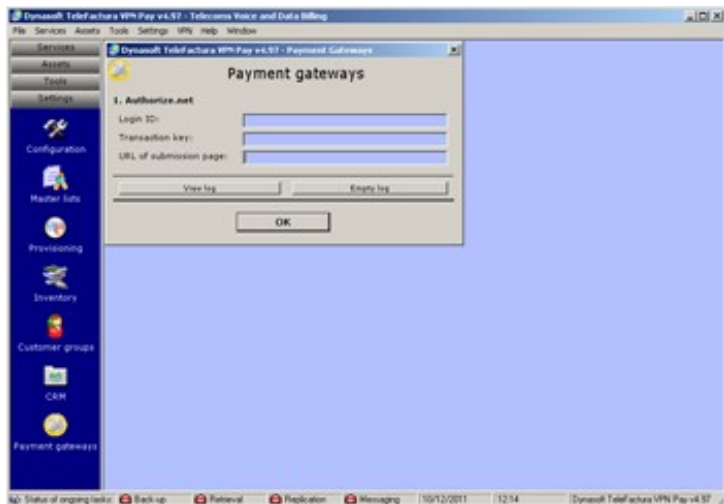 Dynasoft TeleFactura VPN Pay v4.97 - Telecoms Voice and Data Billing
File Services Assets Tools Settings VPN Help Window
Services
Assets
Tools
Settings
Configuration
Master lists
Provisioning
Inventory
Customer groups
CRM
Payment gateways
Dynasoft TeleFactura VPN Pay v4.97 - Payment Gateways
Payment gateways
1. Authorize.net
Login ID:
Transaction key:
URL of submission page:
View log Empty log
OK
Status of ongoing tasks: Back-up Retrieval Replication Messaging 10/12/2011 12:14 Dynasoft TeleFactura VPN Pay v4.97